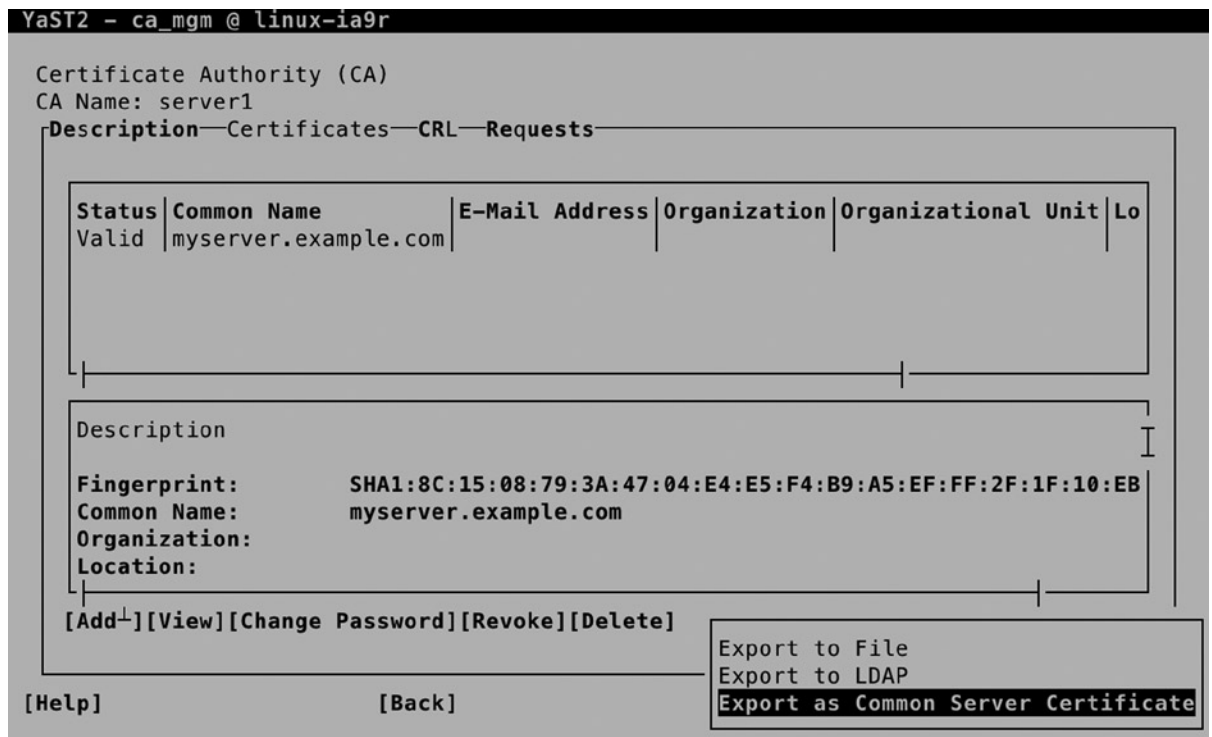 YaST2 – ca_mgm @ linux–ia9r
Certificate Authority (CA)
CA Name: server1
Description Certificates CRL Requests
Status Common Name E–Mail Address Organization Organizational Unit Lo
Valid myserver.example.com
Description
Fingerprint: SHA1:8C:15:08:79:3A:47:04:E4:E5:F4:B9:A5:EF:FF:2F:1F:10:EB
Common Name: myserver.example.com
Organization:
Location:
[Add┴][View][Change Password][Revoke][Delete]
Export to File
Export to LDAP
[Help] [Back] Export as Common Server Certificate